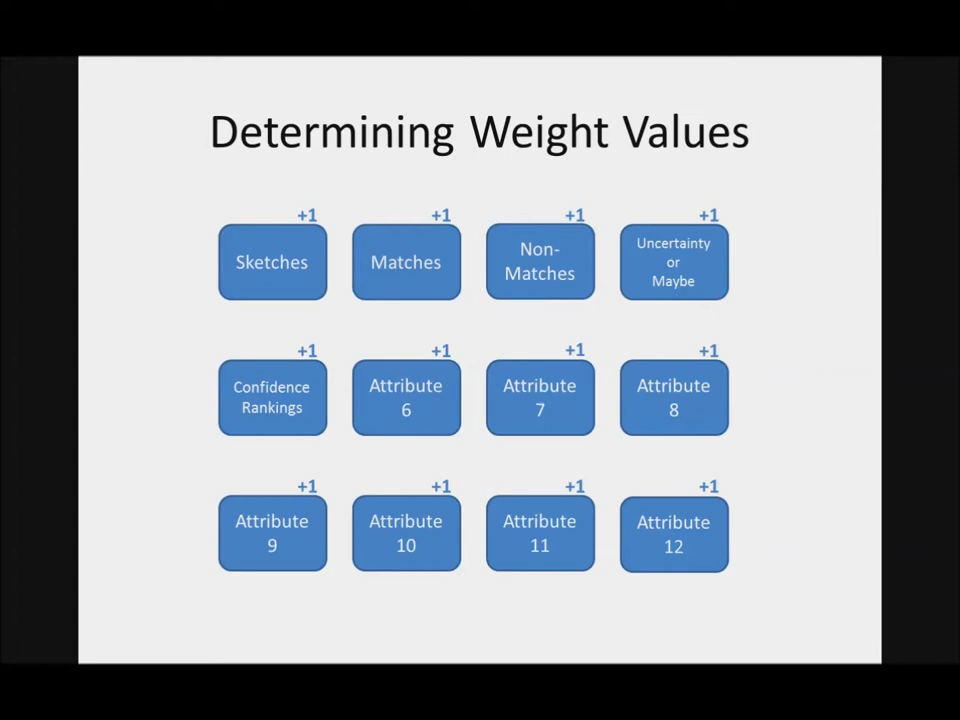 Determining Weight Values
+1 +1 +1 +1
Sketches
Matches
Non-
Matches
Uncertainty
or
Maybe
+1 +1 +1 +1
Confidence
Rankings
Attribute
6
Attribute
7
Attribute
8
+1 +1 +1 +1
Attribute
9
Attribute
10
Attribute
11
Attribute
12